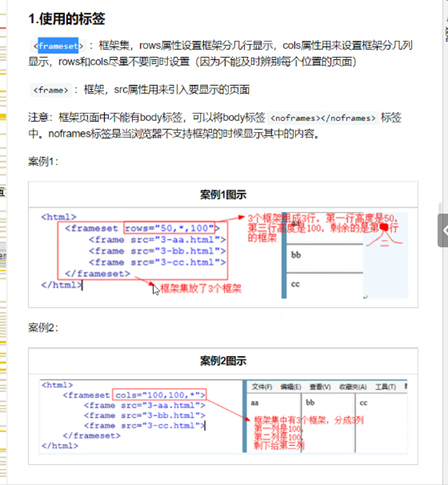 1.使用的标签
<frameset> ：框架集，rows属性设置框架分几行显示，cols属性用来设置框架分几列
显示，rows和cols尽量不要同时设置（因为不能及时辨别每个位置的页面）
<frame> ：框架，src属性用来引入要显示的页面
注意：框架页面中不能有body标签，可以将body标签 <noframes></noframes> 标签
中。noframes标签是当浏览器不支持框架的时候显示其中的内容。
案例1：
案例1图示
<html>
<frameset rows="50,*,100">
<frame src="3-aa.html">
<frame src="3-bb.html">
<frame src="3-cc.html">
</frameset>
</html>
3个框架组成3行，第一行高度是50，
第三行高度是100，剩余的是第二行
的框架
框架集放了3个框架
aa
bb
cc
二
案例2：
案例2图示
<html>
<frameset cols="100,100,*">
<frame src="3-aa.html">
<frame src="3-bb.html">
<frame src="3-cc.html">
</frameset>
</html>
文件(F) 编辑(E) 查看(V) 收藏夹(A) 工具(T)
aa bb cc
框架集中有3个框架，分成3列
第一列是100，
第二列是100，
剩下给第三列